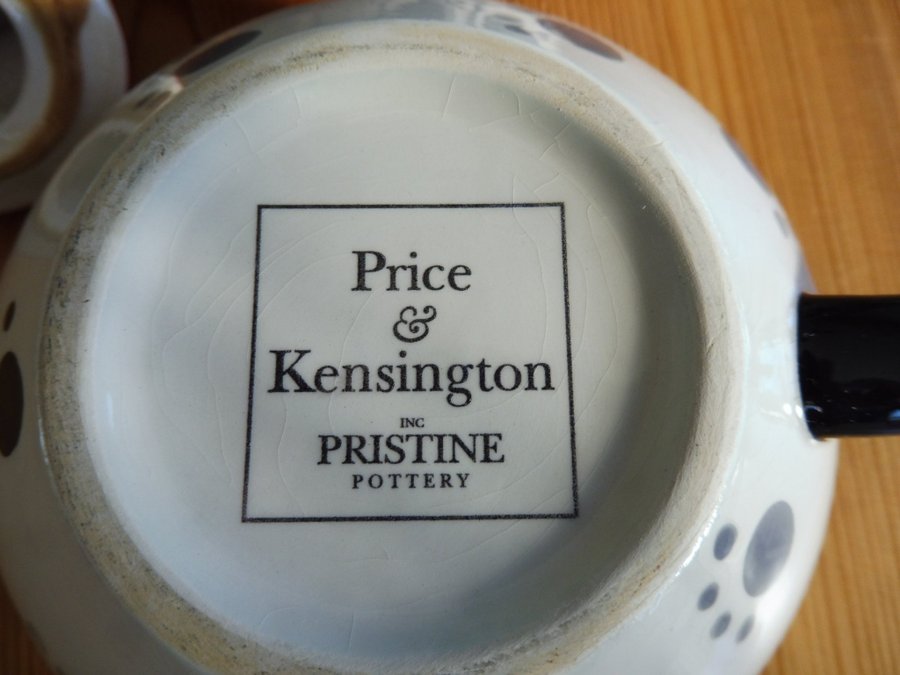 Price
&
Kensington
INC
PRISTINE
POTTERY